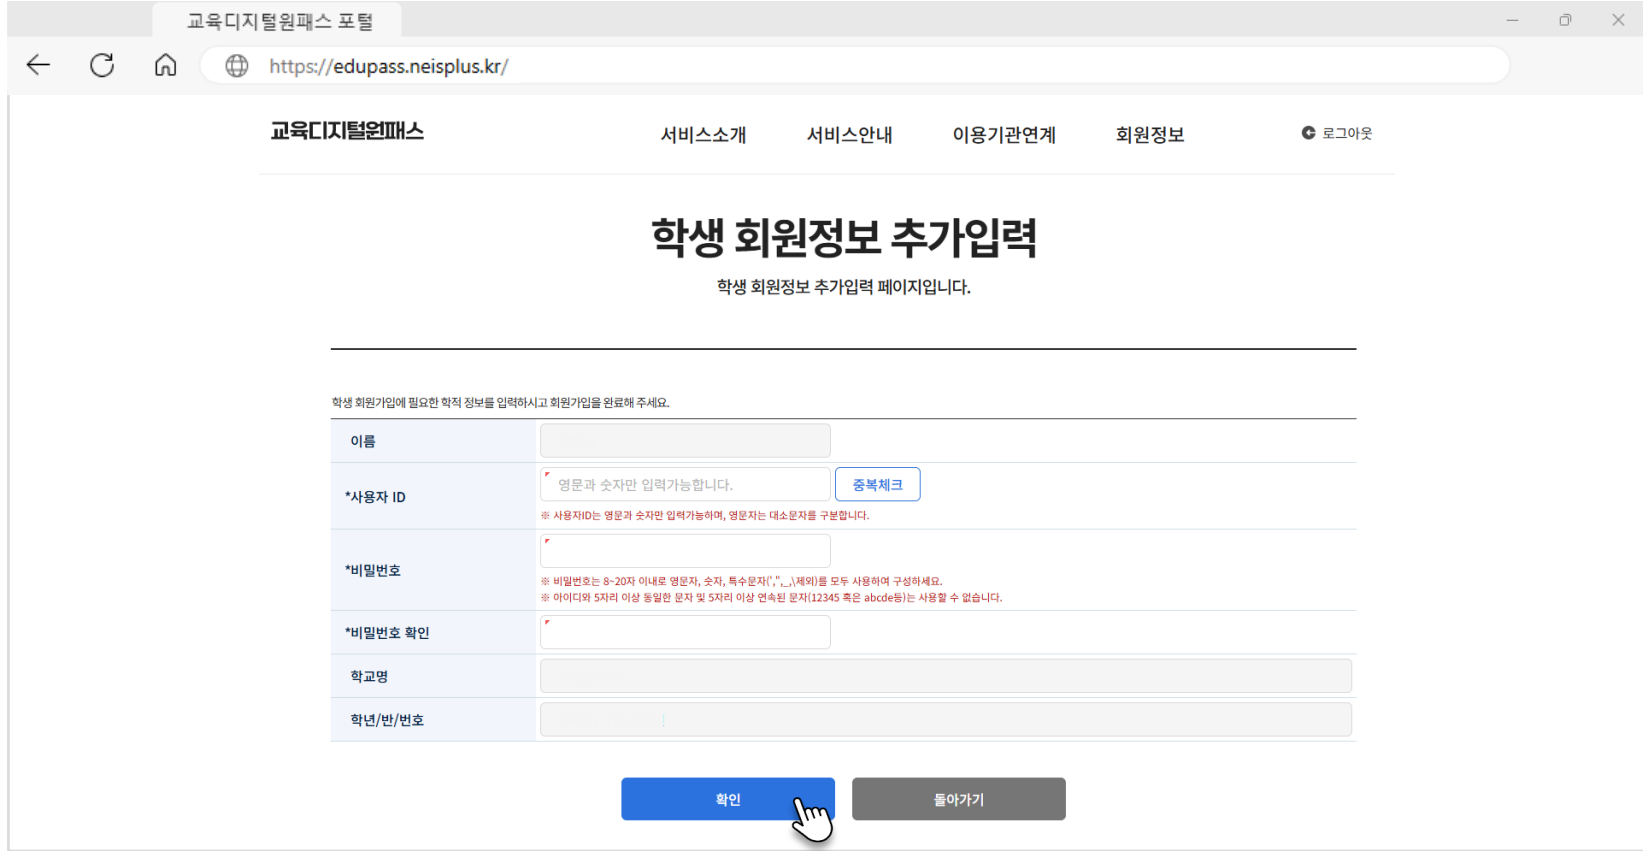 교육디지털원패스 포털
https://edupass.neisplus.kr/
교육디지털원패스 서비스소개 서비스안내 이용기관연계 회원정보 로그아웃
학생 회원정보 추가입력
학생 회원정보 추가입력 페이지입니다.
학생 회원가입에 필요한 학적 정보를 입력하시고 회원가입을 완료해 주세요.
이름
*사용자 ID 영문과 숫자만 입력가능합니다. 중복체크
※ 사용자ID는 영문과 숫자만 입력가능하며, 영문자는 대소문자를 구분합니다.
*비밀번호
※ 비밀번호는 8~20자 이내로 영문자, 숫자, 특수문자(',",_,\제외)를 모두 사용하여 구성하세요.
※ 아이디와 5자리 이상 동일한 문자 및 5자리 이상 연속된 문자(12345 혹은 abcde등)는 사용할 수 없습니다.
*비밀번호 확인
학교명
학년/반/번호
확인 돌아가기